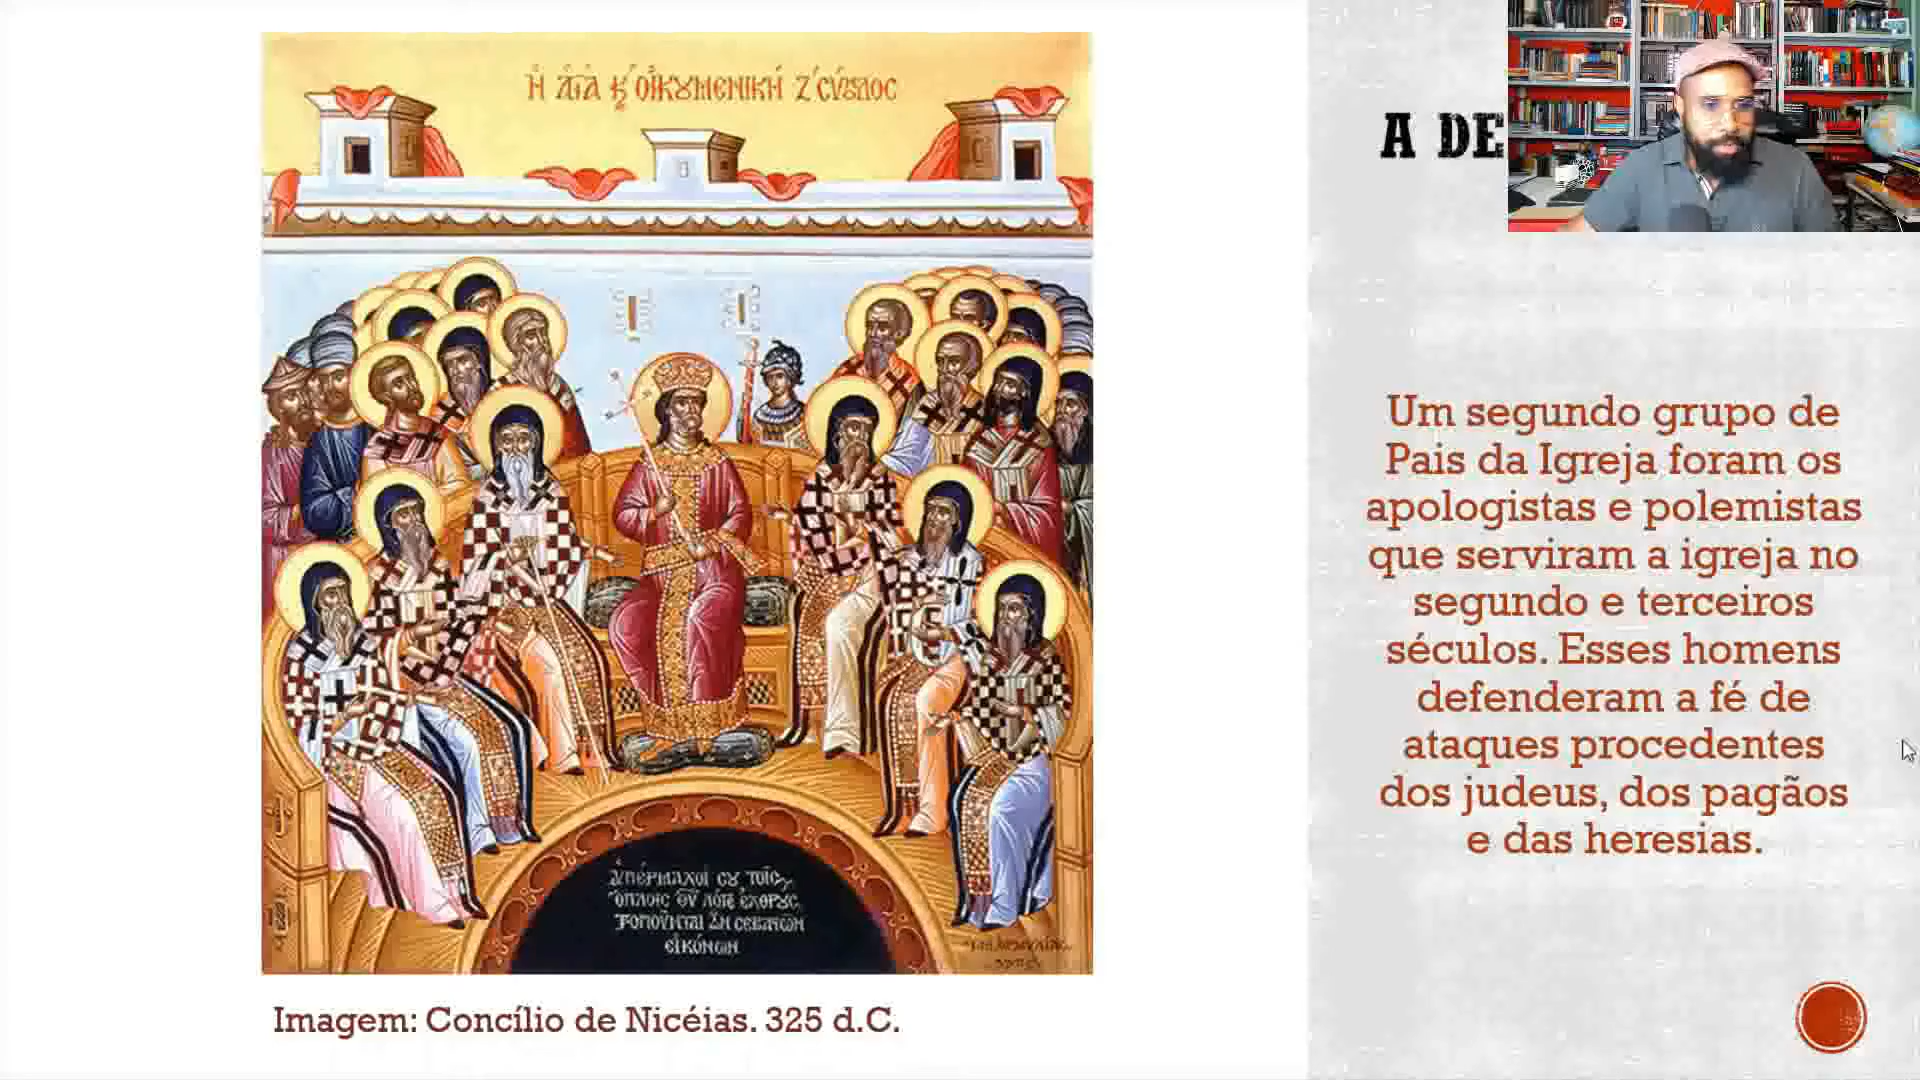 Η ΑΓΙΑ Κ ΟΙΚΥΜΕΝΙΚΗ Ζ ΣΥΝΟΔΟΣ
A DE
Um segundo grupo de
Pais da Igreja foram os
apologistas e polemistas
que serviram a igreja no
segundo e terceiros
séculos. Esses homens
defenderam a fé de
ataques procedentes
dos judeus, dos pagãos
e das heresias.
ΕΙΚΟΝΩΝ
Imagem: Concílio de Nicéias. 325 d.C.